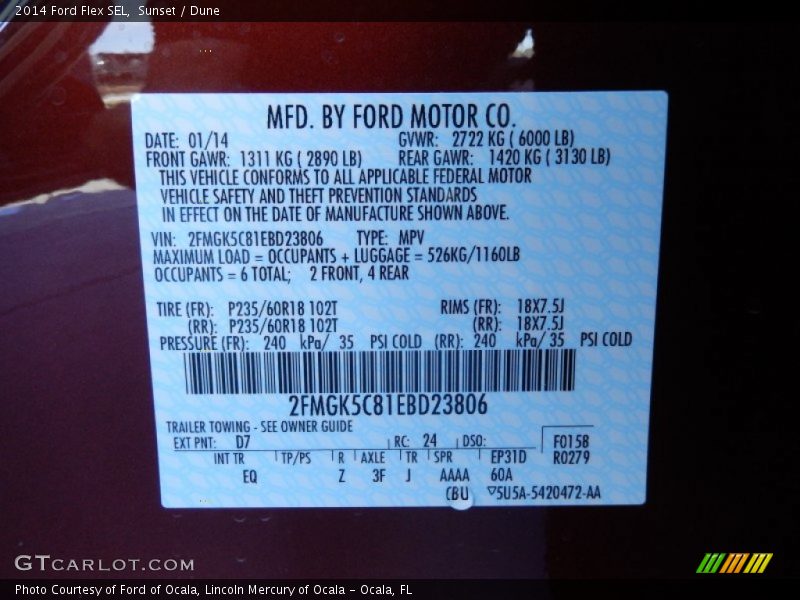 2014 Ford Flex SEL,  Sunset / Dune
MFD. BY FORD MOTOR CO.
DATE: 01/14 GVWR: 2722 KG ( 6000 LB)
FRONT GAWR: 1311 KG ( 2890 LB) REAR GAWR: 1420 KG ( 3130 LB)
THIS VEHICLE CONFORMS TO ALL APPLICABLE FEDERAL MOTOR
VEHICLE SAFETY AND THEFT PREVENTION STANDARDS
IN EFFECT ON THE DATE OF MANUFACTURE SHOWN ABOVE.
VIN: 2FMGK5C81EBD23806 TYPE: MPV
MAXIMUM LOAD = OCCUPANTS + LUGGAGE = 526KG/1160LB
OCCUPANTS = 6 TOTAL; 2 FRONT, 4 REAR
TIRE (FR): P235/60R18 102T RIMS (FR): 18X7.5J
(RR): P235/60R18 102T (RR): 18X7.5J
PRESSURE (FR): 240 kPa/ 35 PSI COLD (RR): 240 kPa/ 35 PSI COLD
2FMGK5C81EBD23806
TRAILER TOWING - SEE OWNER GUIDE
EXT PNT: D7 RC: 24 DSO: F015B
INT TR TP/PS R AXLE TR SPR EP31D R0279
EQ Z 3F J AAAA 60A
CBU ▽5U5A-5420472-AA
GTCARLOT.COM
Photo Courtesy of Ford of Ocala, Lincoln Mercury of Ocala - Ocala, FL